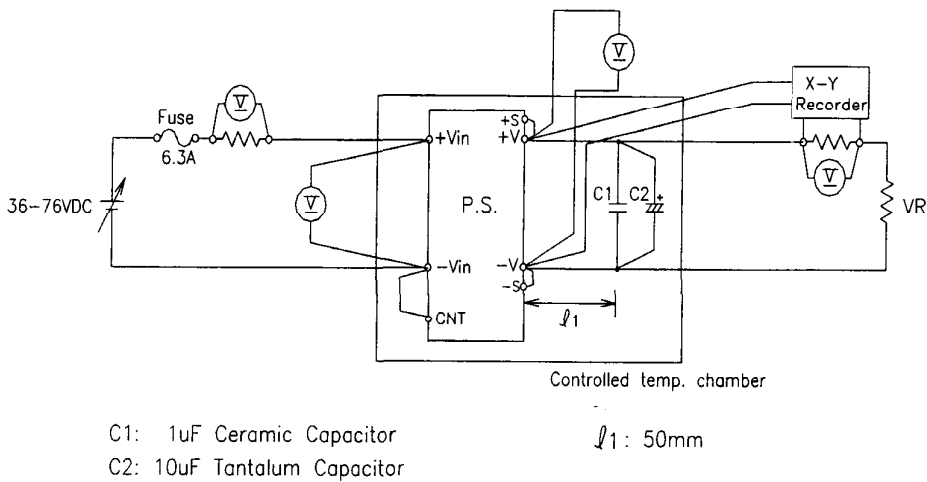 V
X-Y
Recorder
V
Fuse
6.3A
+S
+Vin
+V
V
36-76VDC
V
P.S.
C1
C2
+
VR
-Vin
-V
-S
CNT
ℓ1
Controlled temp. chamber
C1: 1uF Ceramic Capacitor
ℓ1: 50mm
C2: 10uF Tantalum Capacitor